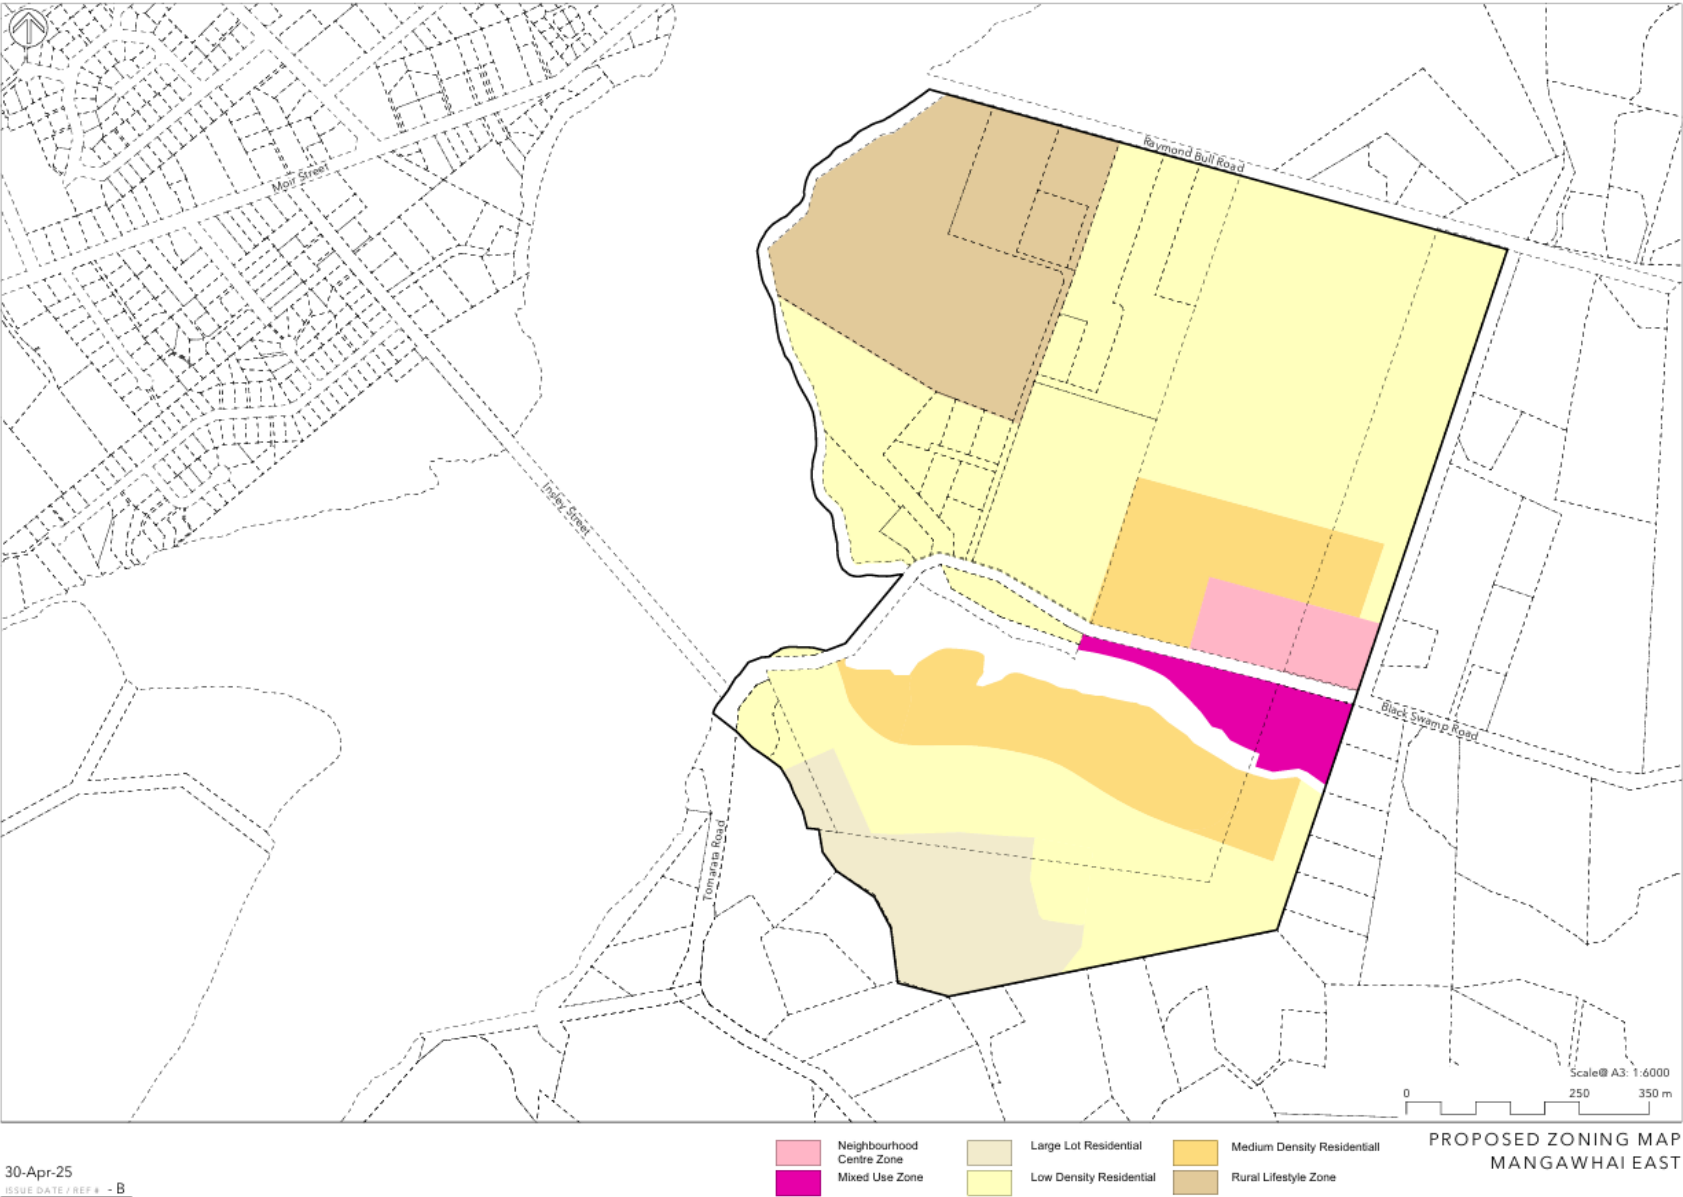 Raymond Bull Road
Moir Street
Insley Street
Black Swamp Road
Tomarata Road
Scale@ A3: 1:6000
0 250 350 m
Neighbourhood
Centre Zone
Mixed Use Zone
Large Lot Residential
Low Density Residential
Medium Density Residentiall
Rural Lifestyle Zone
PROPOSED ZONING MAP
MANGAWHAI EAST
30-Apr-25
ISSUE DATE / REF # - B